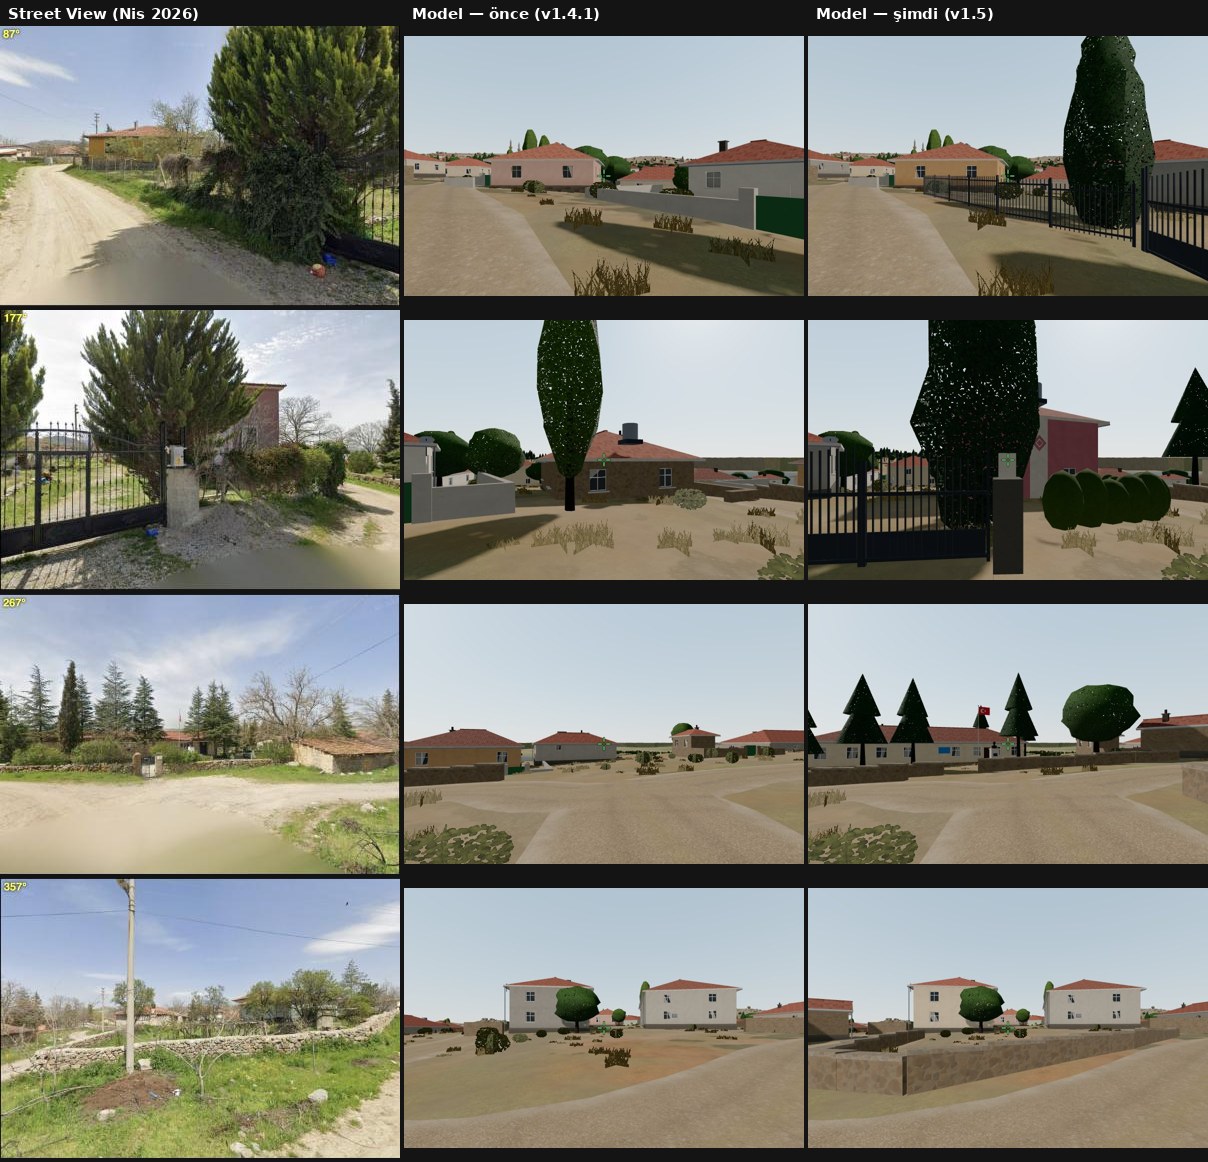 Street View (Nis 2026)
Model — önce (v1.4.1)
Model — şimdi (v1.5)
87°
177°
267°
357°